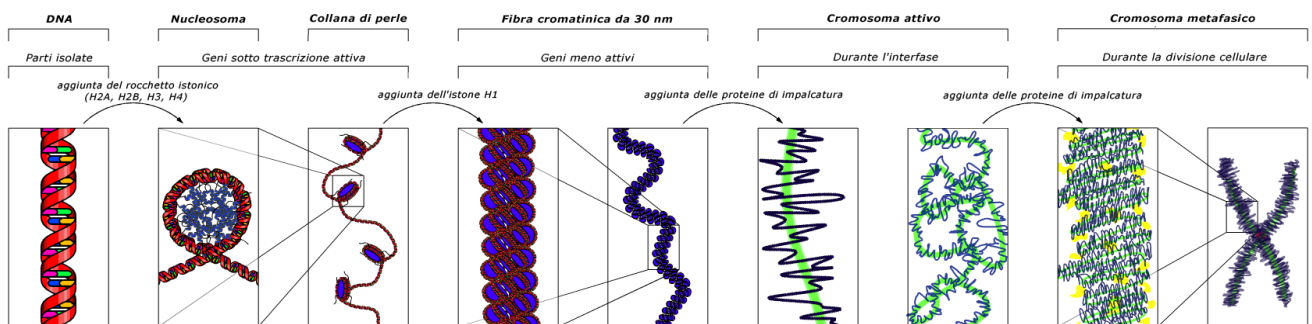 DNA
Nucleosoma
Collana di perle
Fibra cromatinica da 30 nm
Cromosoma attivo
Cromosoma metafasico
Parti isolate
Geni sotto trascrizione attiva
Geni meno attivi
Durante l'interfase
Durante la divisione cellulare
aggiunta del rocchetto istonico
(H2A, H2B, H3, H4)
aggiunta dell'istone H1
aggiunta delle proteine di impalcatura
aggiunta delle proteine di impalcatura